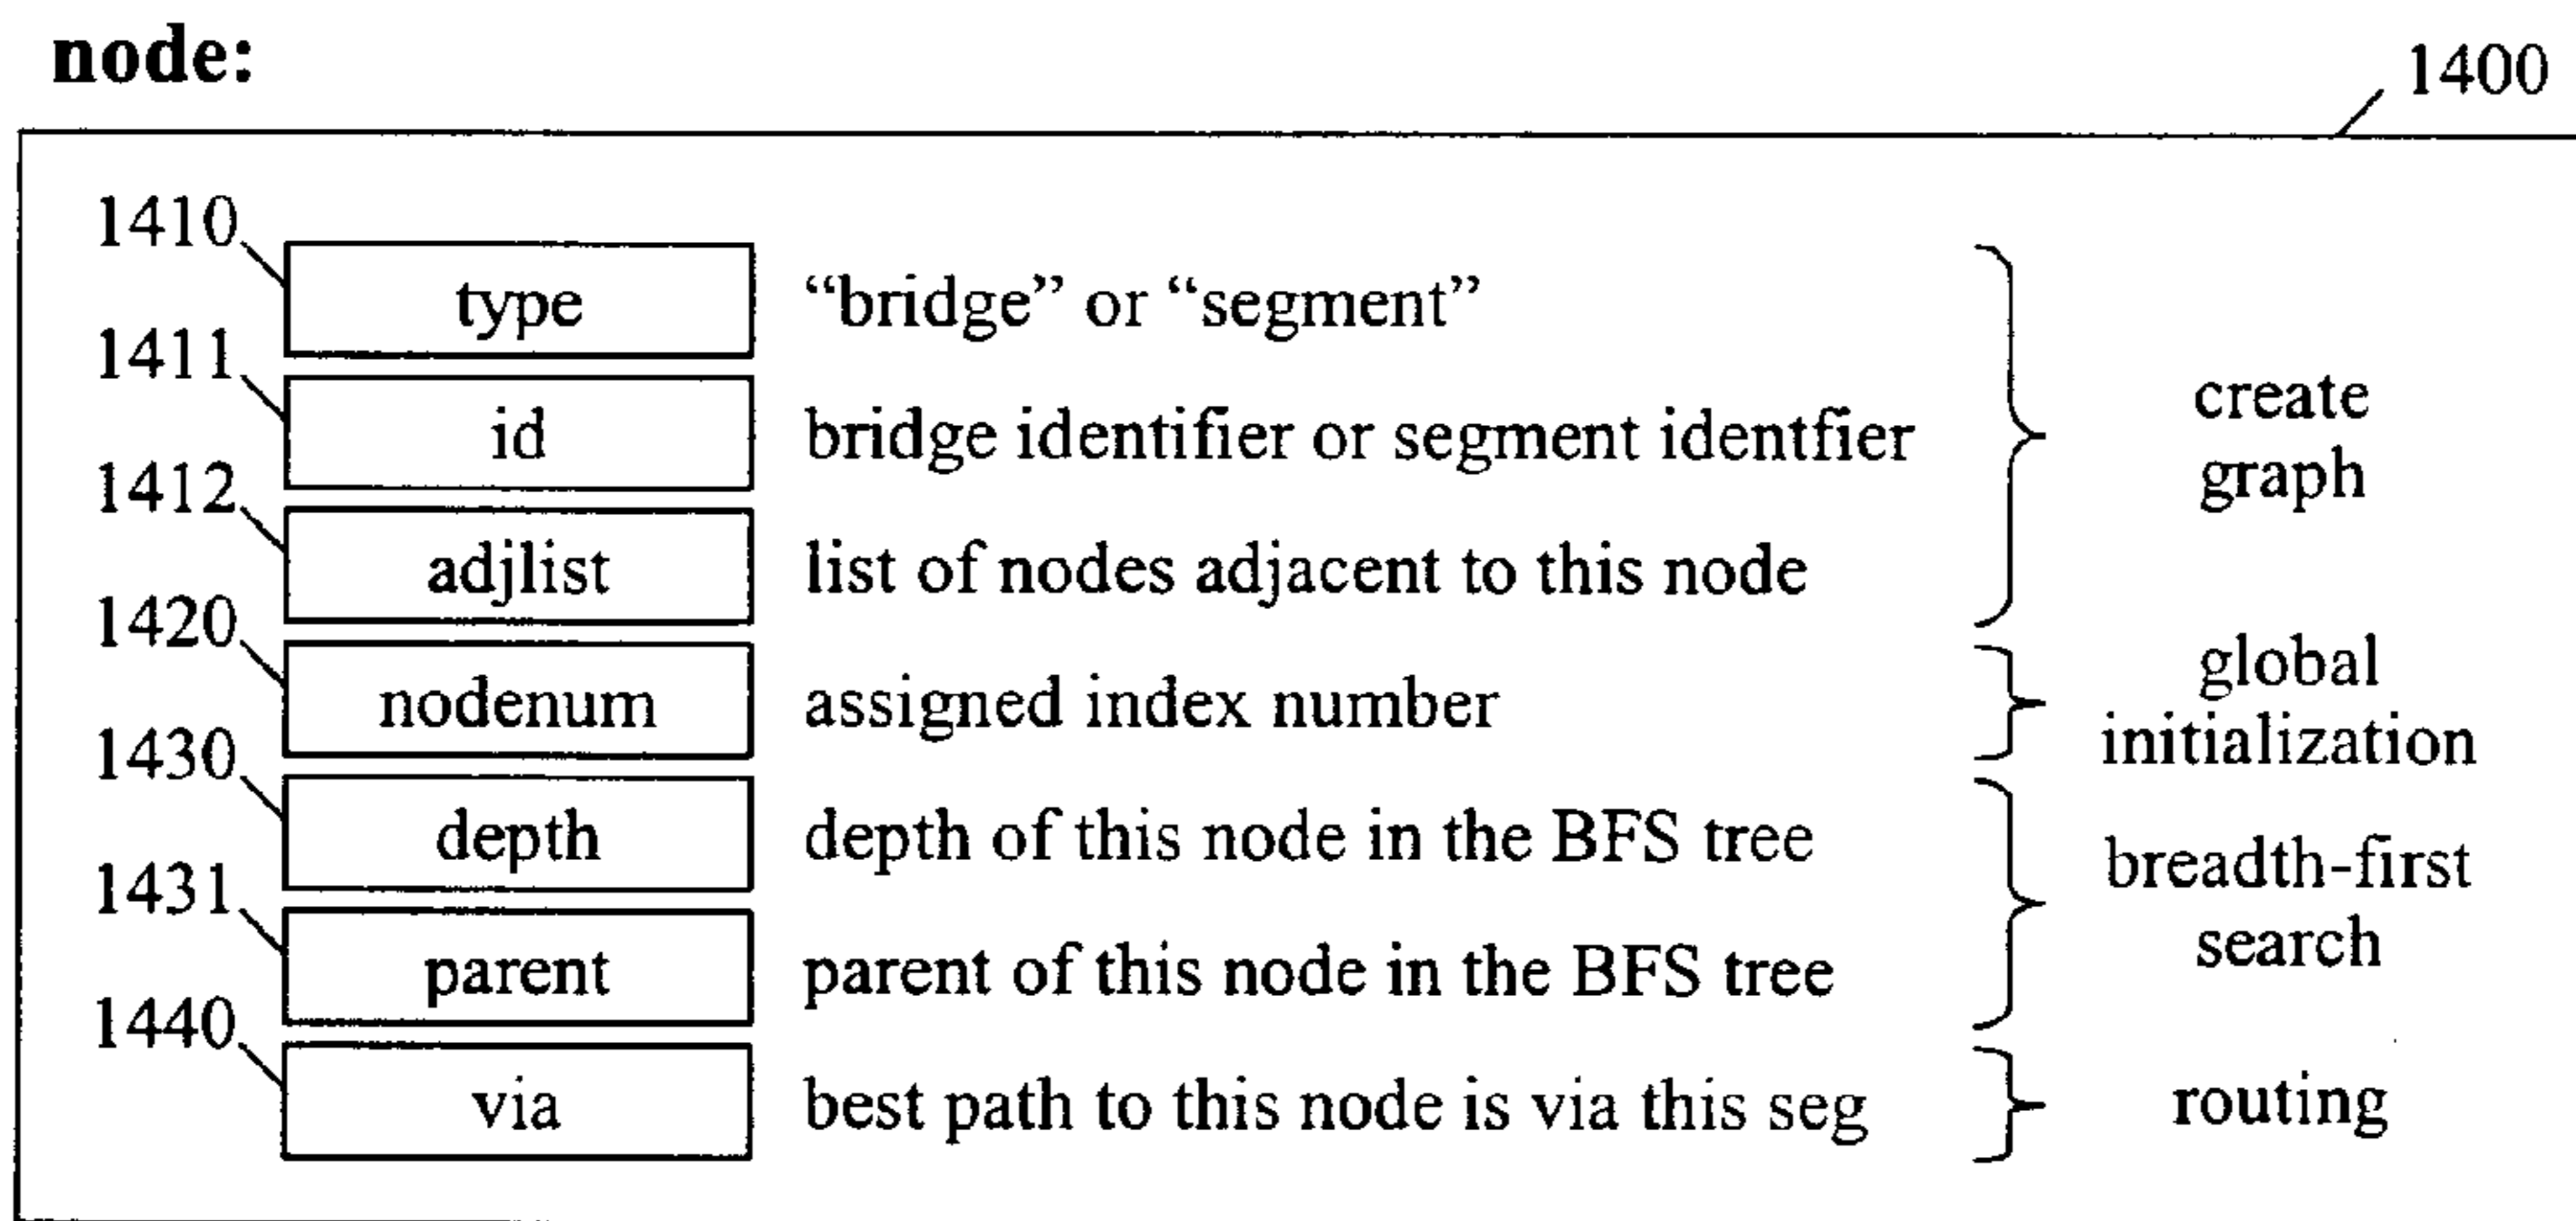 node:
1400
1410
type
“bridge” or “segment”
1411
id
bridge identifier or segment identfier
create
graph
1412
adjlist
list of nodes adjacent to this node
1420
nodenum
assigned index number
global
initialization
1430
depth
depth of this node in the BFS tree
breadth-first
search
1431
parent
parent of this node in the BFS tree
1440
via
best path to this node is via this seg
routing